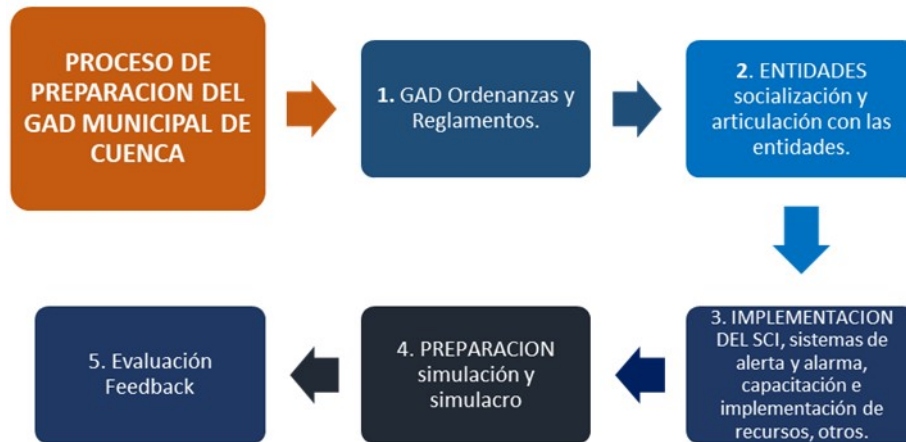 PROCESO DE
PREPARACION DEL
GAD MUNICIPAL DE
CUENCA
1. GAD Ordenanzas y
Reglamentos.
2. ENTIDADES
socialización y
articulación con las
entidades.
3. IMPLEMENTACION
DEL SCI, sistemas de
alerta y alarma,
capacitación e
implementación de
recursos, otros.
4. PREPARACION
simulación y
simulacro
5. Evaluación
Feedback